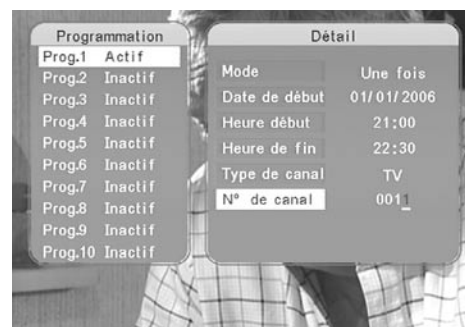 Programmation
Prog.1 Actif
Prog.2 Inactif
Prog.3 Inactif
Prog.4 Inactif
Prog.5 Inactif
Prog.6 Inactif
Prog.7 Inactif
Prog.8 Inactif
Prog.9 Inactif
Prog.10 Inactif
Détail
Mode Une fois
Date de début 01/01/2006
Heure début 21:00
Heure de fin 22:30
Type de canal TV
N° de canal 0011